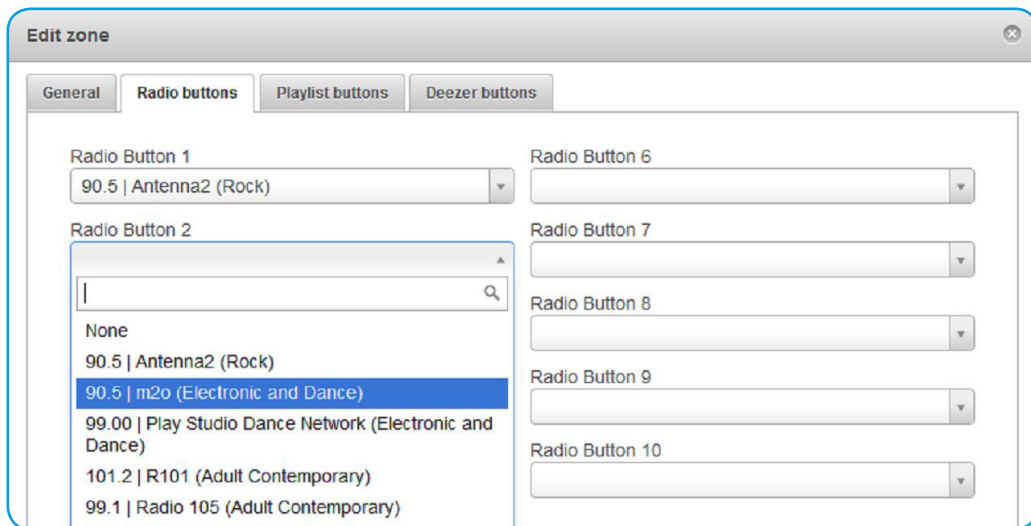 Edit zone
General
Radio buttons
Playlist buttons
Deezer buttons
Radio Button 1
90.5 | Antenna2 (Rock)
Radio Button 2
None
90.5 | Antenna2 (Rock)
90.5 | m2o (Electronic and Dance)
99.00 | Play Studio Dance Network (Electronic and
Dance)
101.2 | R101 (Adult Contemporary)
99.1 | Radio 105 (Adult Contemporary)
Radio Button 6
Radio Button 7
Radio Button 8
Radio Button 9
Radio Button 10